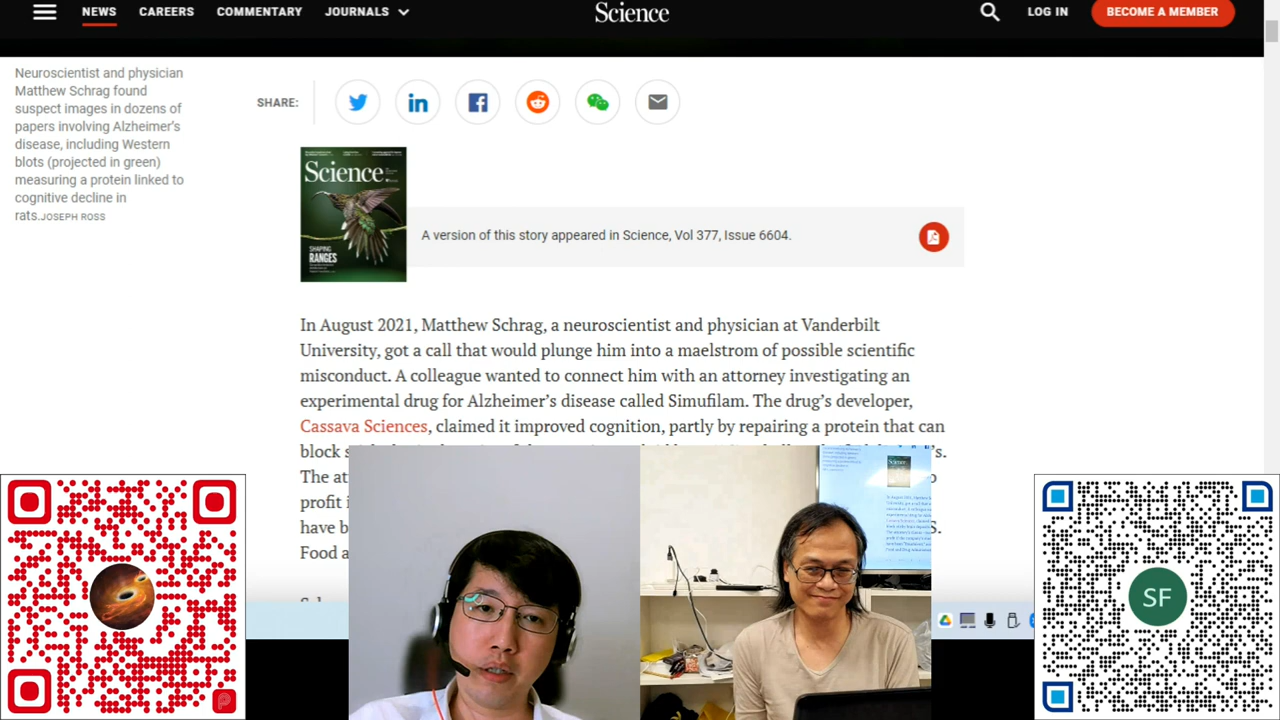 NEWS
CAREERS
COMMENTARY
JOURNALS
Science
LOG IN
BECOME A MEMBER
Neuroscientist and physician
Matthew Schrag found
suspect images in dozens of
papers involving Alzheimer's
disease, including Western
blots (projected in green)
measuring a protein linked to
cognitive decline in
rats.JOSEPH ROSS
SHARE:
Science
SHAPING
RANGES
A version of this story appeared in Science, Vol 377, Issue 6604.
In August 2021, Matthew Schrag, a neuroscientist and physician at Vanderbilt
University, got a call that would plunge him into a maelstrom of possible scientific
misconduct. A colleague wanted to connect him with an attorney investigating an
experimental drug for Alzheimer's disease called Simufilam. The drug's developer,
Cassava Sciences, claimed it improved cognition, partly by repairing a protein that can
block
The
profit
have
Food
SF
Science